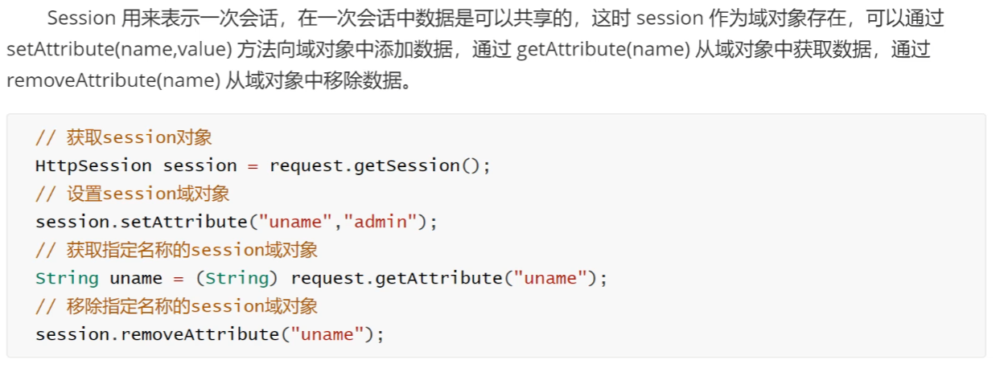 Session 用来表示一次会话，在一次会话中数据是可以共享的，这时 session 作为域对象存在，可以通过
setAttribute(name,value) 方法向域对象中添加数据，通过 getAttribute(name) 从域对象中获取数据，通过
removeAttribute(name) 从域对象中移除数据。
// 获取session对象
HttpSession session = request.getSession();
// 设置session域对象
session.setAttribute("uname","admin");
// 获取指定名称的session域对象
String uname = (String) request.getAttribute("uname");
// 移除指定名称的session域对象
session.removeAttribute("uname");